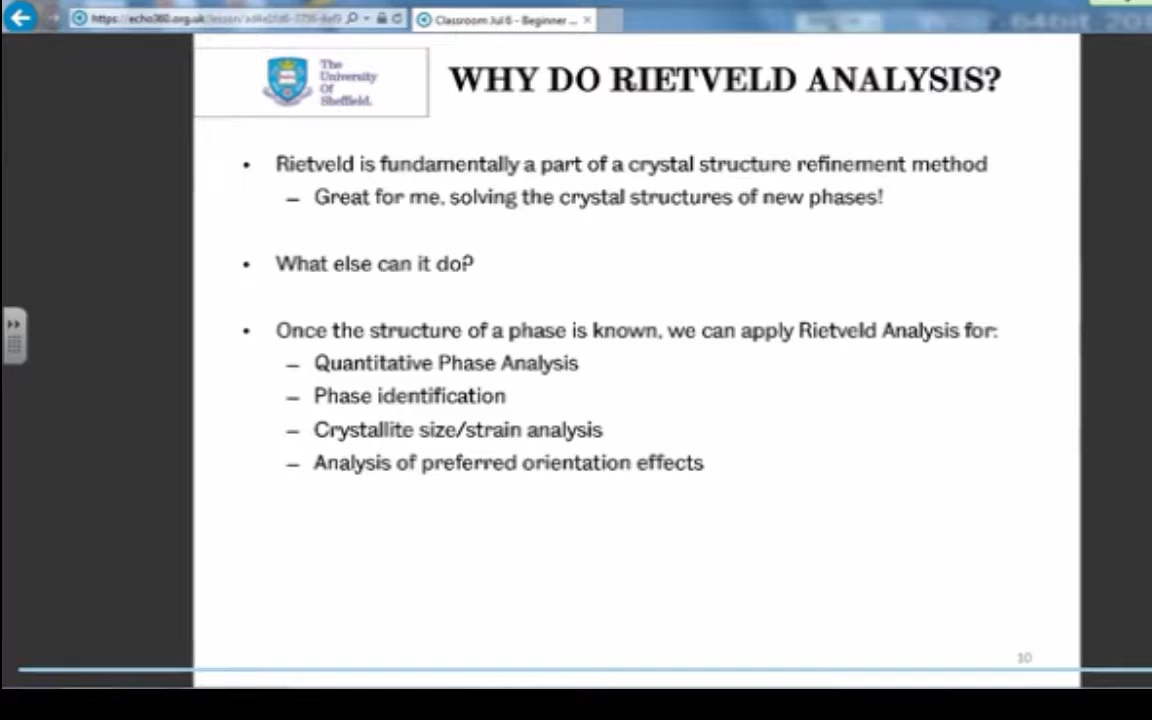 Classroom Jul 6 - Beginner ...
The
University
Of
Sheffield.
WHY DO RIETVELD ANALYSIS?
• Rietveld is fundamentally a part of a crystal structure refinement method
– Great for me, solving the crystal structures of new phases!
• What else can it do?
• Once the structure of a phase is known, we can apply Rietveld Analysis for:
– Quantitative Phase Analysis
– Phase identification
– Crystallite size/strain analysis
– Analysis of preferred orientation effects
10